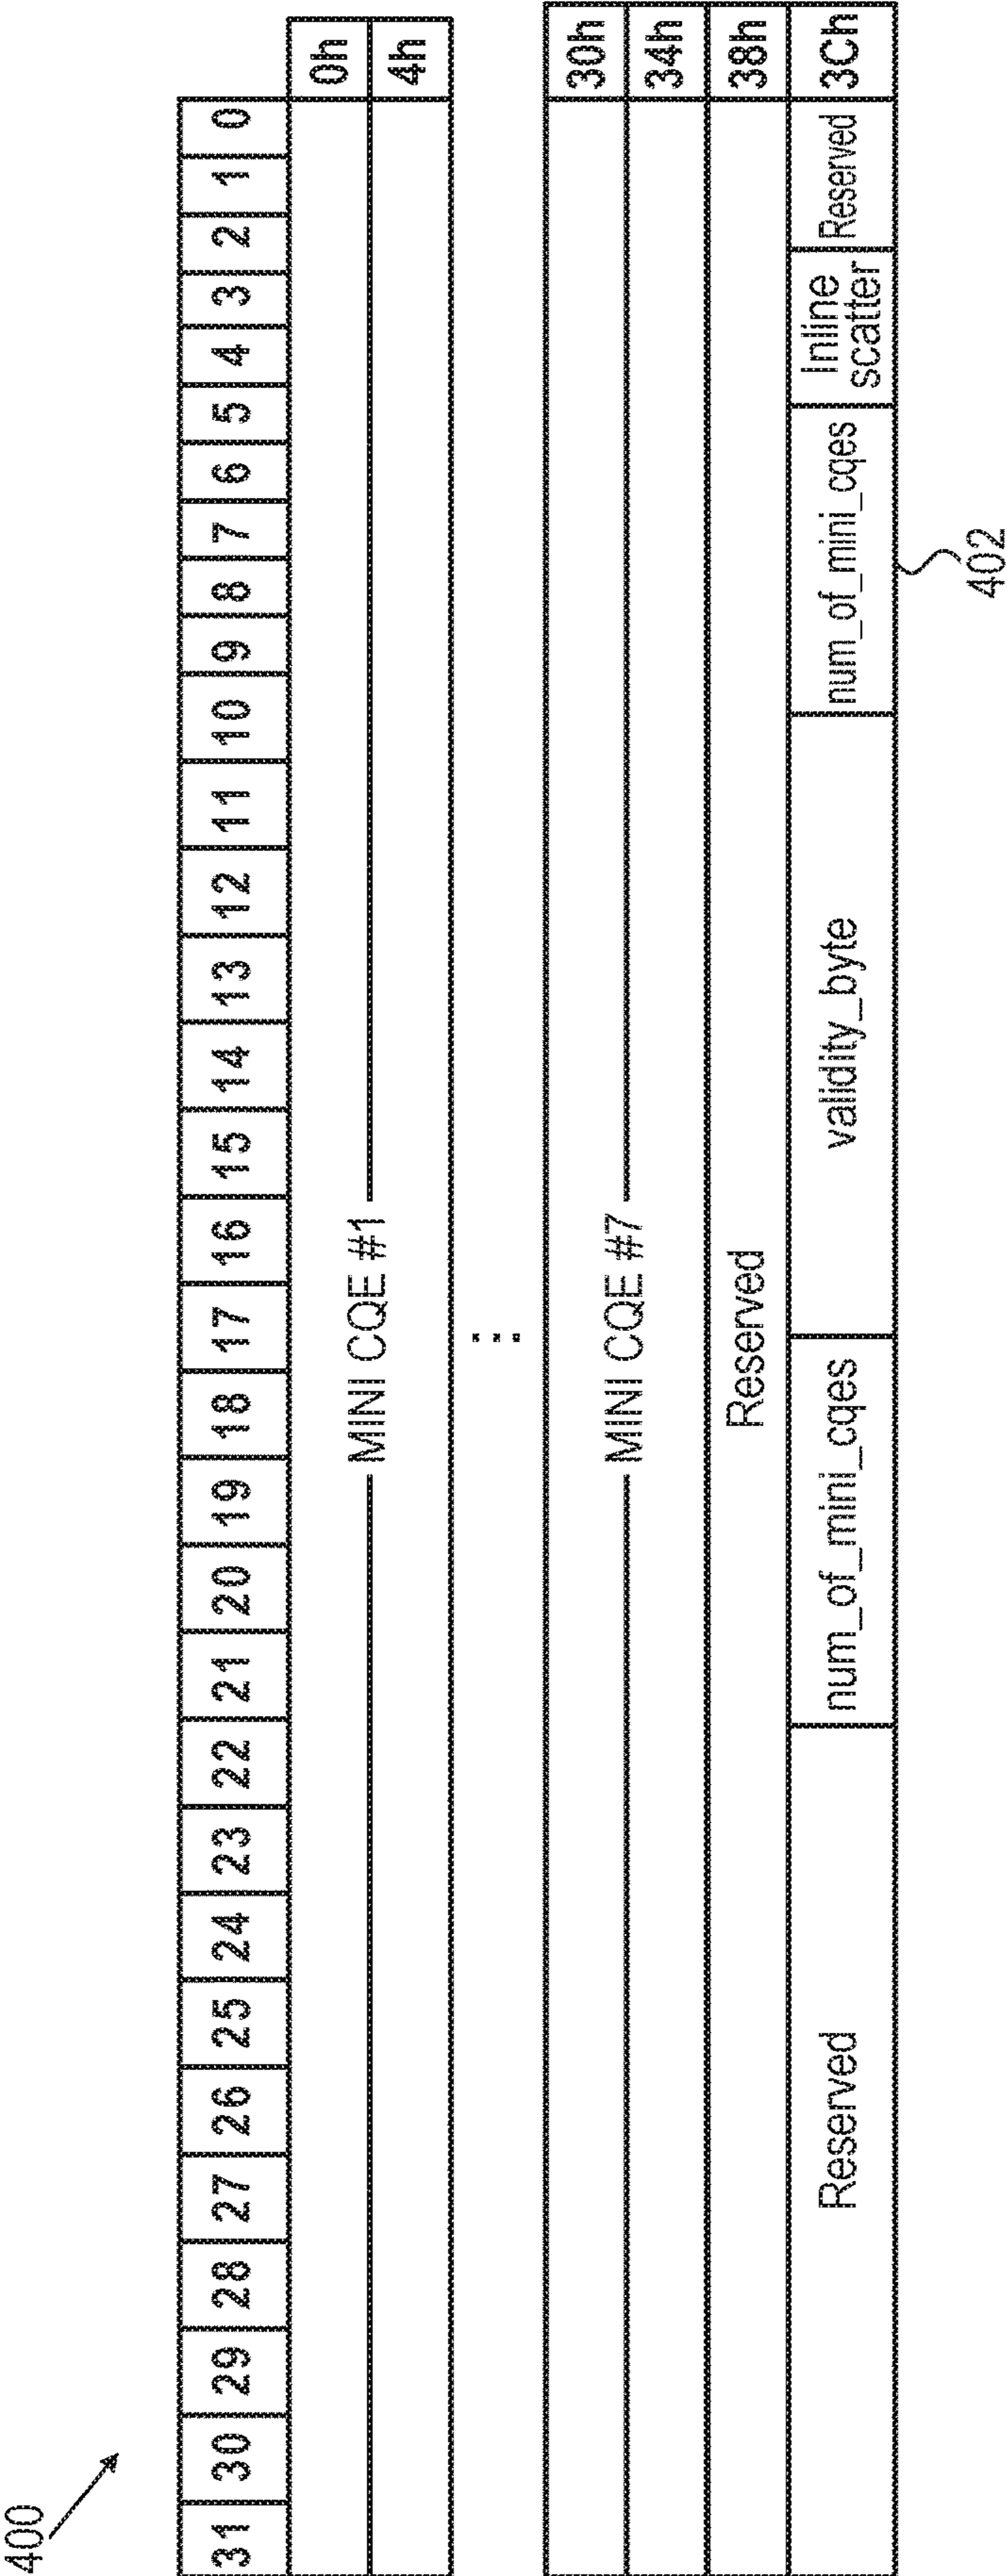 400
31 30 29 28 27 26 25 24 23 22 21 20 19 18 17 16 15 14 13 12 11 10 9 8 7 6 5 4 3 2 1 0
MINI CQE #1
0h
4h
...
MINI CQE #7
30h
34h
Reserved
38h
Reserved
num_of_mini_cqes
validity_byte
num_of_mini_cqes
Inline
scatter
Reserved
3Ch
402